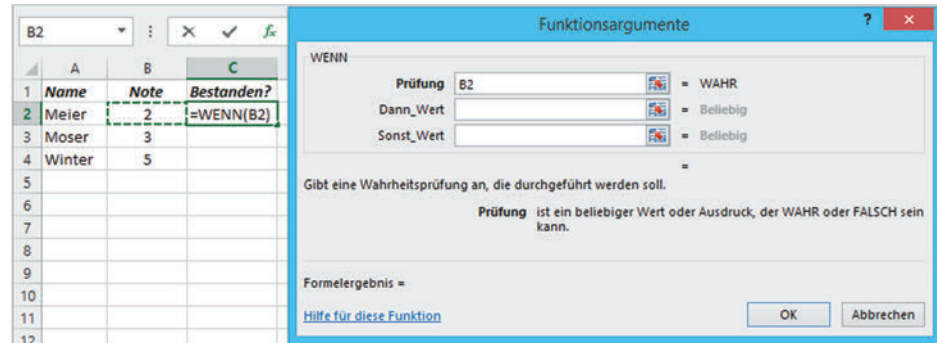 B2 fx
A B C
1 Name Note Bestanden?
2 Meier 2 =WENN(B2)
3 Moser 3
4 Winter 5
5
6
7
8
9
10
11
12
Funktionsargumente ? ×
WENN
Prüfung B2 = WAHR
Dann_Wert = Beliebig
Sonst_Wert = Beliebig
=
Gibt eine Wahrheitsprüfung an, die durchgeführt werden soll.
Prüfung ist ein beliebiger Wert oder Ausdruck, der WAHR oder FALSCH sein
kann.
Formelergebnis =
Hilfe für diese Funktion OK Abbrechen